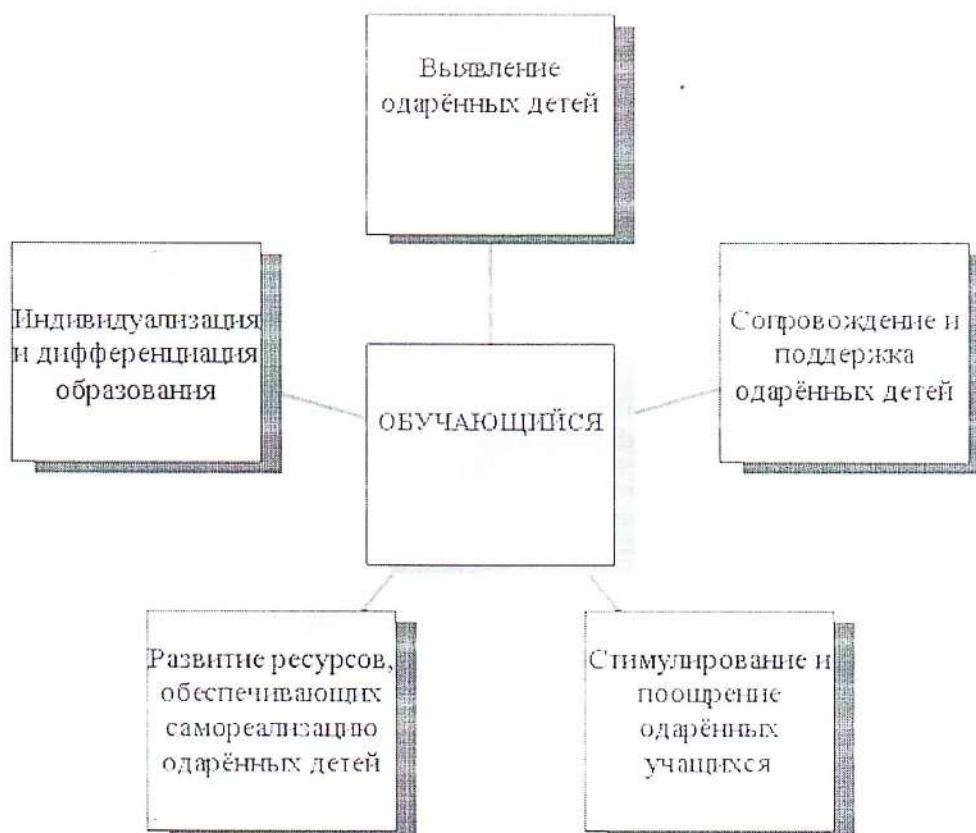 Выявление
одарённых детей
Индивидуализация
и дифференциация
образования
ОБУЧАЮЩИЙСЯ
Сопровождение и
поддержка
одарённых детей
Развитие ресурсов,
обеспечивающих
самореализацию
одарённых детей
Стимулирование и
поощрение
одарённых
учащихся